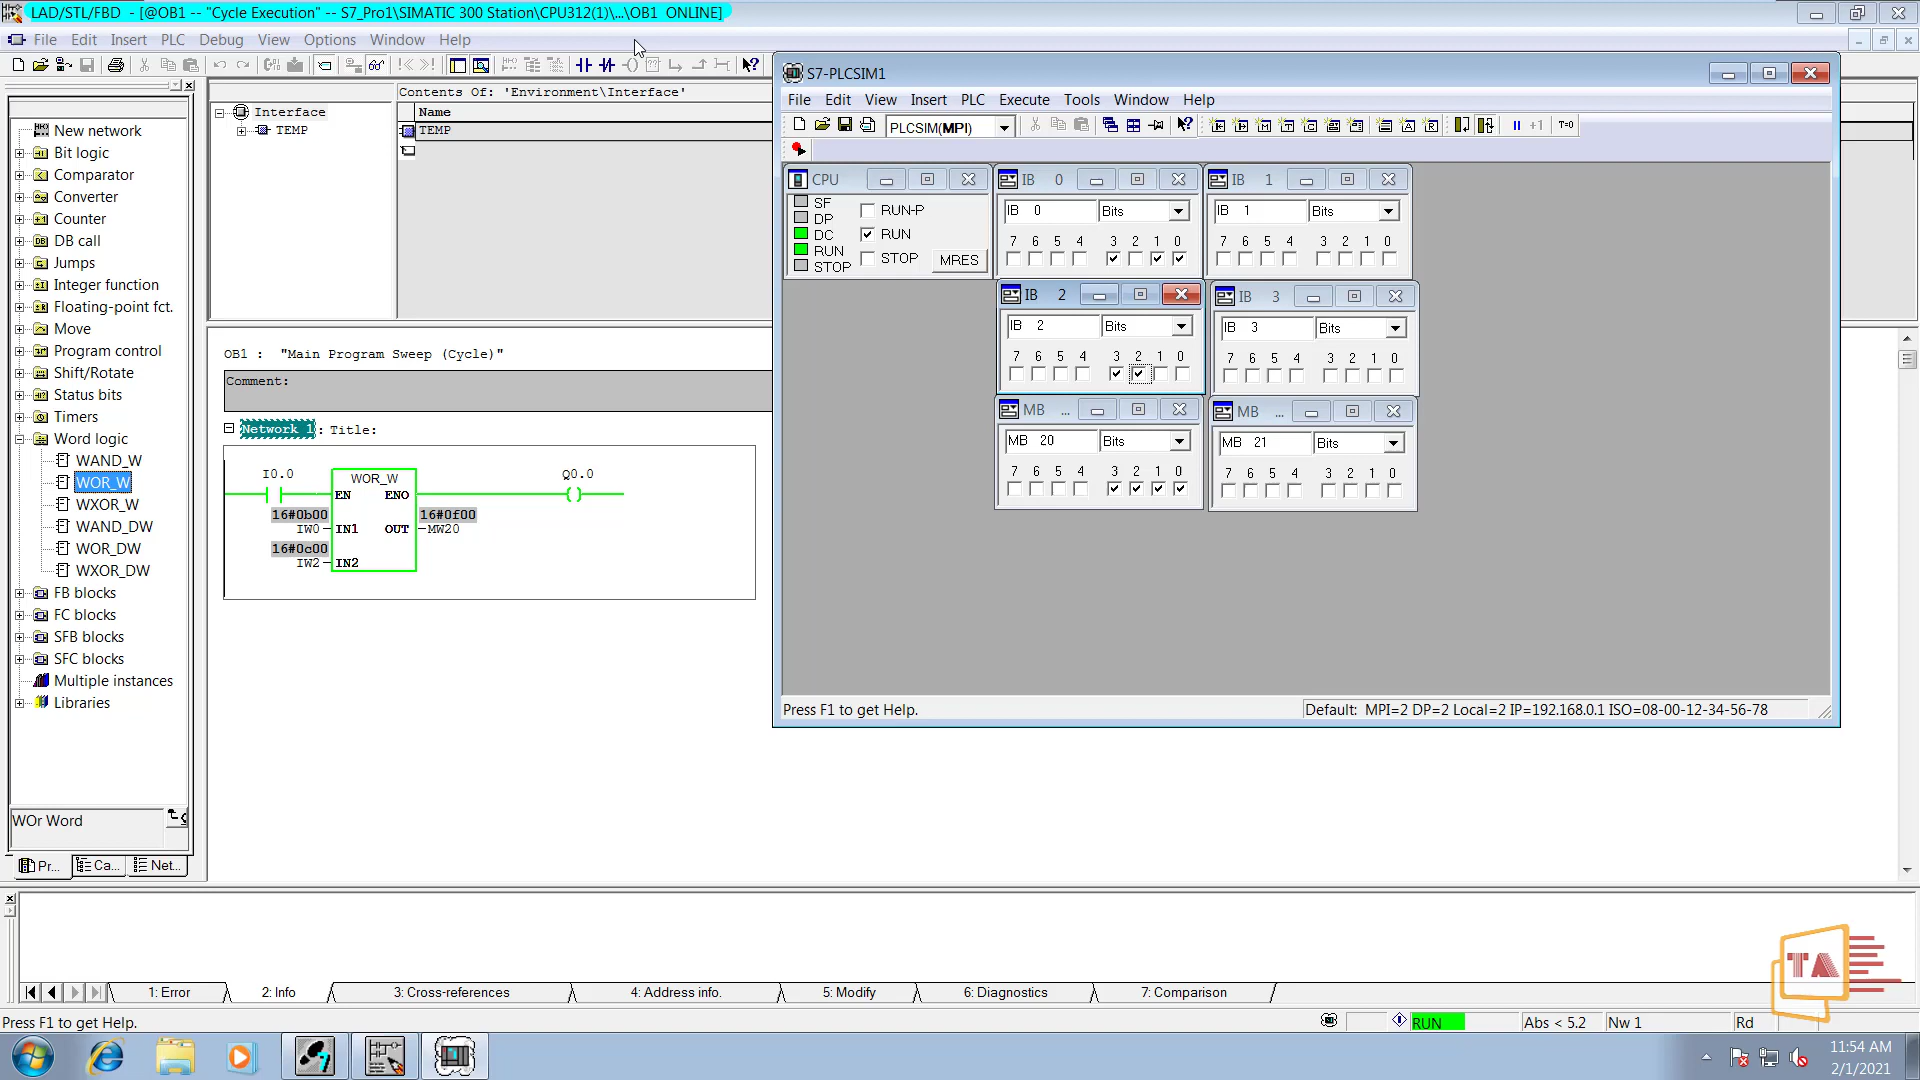 LAD/STL/FBD - [@OB1 -- "Cycle Execution" -- S7_Pro1\SIMATIC 300 Station\CPU312(1)\...\OB1 ONLINE]
File Edit Insert PLC Debug View Options Window Help
Contents Of: 'Environment\Interface'
Interface
TEMP
Name
TEMP
New network
Bit logic
Comparator
Converter
Counter
DB call
Jumps
Integer function
Floating-point fct.
Move
Program control
Shift/Rotate
Status bits
Timers
Word logic
WAND_W
WOR_W
WXOR_W
WAND_DW
WOR_DW
WXOR_DW
FB blocks
FC blocks
SFB blocks
SFC blocks
Multiple instances
Libraries
WOr Word
Pr... Ca... Net...
OB1 : "Main Program Sweep (Cycle)"
Comment:
Network 1 : Title:
I0.0 WOR_W Q0.0
EN ENO
16#0b00 16#0f00
IW0 IN1 OUT MW20
16#0c00
IW2 IN2
S7-PLCSIM1
File Edit View Insert PLC Execute Tools Window Help
PLCSIM(MPI) +1 T=0
CPU
SF
DP
DC
RUN
STOP
RUN-P
RUN
STOP
MRES
IB 0
IB 0 Bits
7 6 5 4 3 2 1 0
IB 1
IB 1 Bits
7 6 5 4 3 2 1 0
IB 2
IB 2 Bits
7 6 5 4 3 2 1 0
IB 3
IB 3 Bits
7 6 5 4 3 2 1 0
MB ...
MB 20 Bits
7 6 5 4 3 2 1 0
MB ...
MB 21 Bits
7 6 5 4 3 2 1 0
Press F1 to get Help.
Default: MPI=2 DP=2 Local=2 IP=192.168.0.1 ISO=08-00-12-34-56-78
TA
1: Error 2: Info 3: Cross-references 4: Address info. 5: Modify 6: Diagnostics 7: Comparison
Press F1 to get Help.
RUN Abs < 5.2 Nw 1 Rd
11:54 AM
2/1/2021